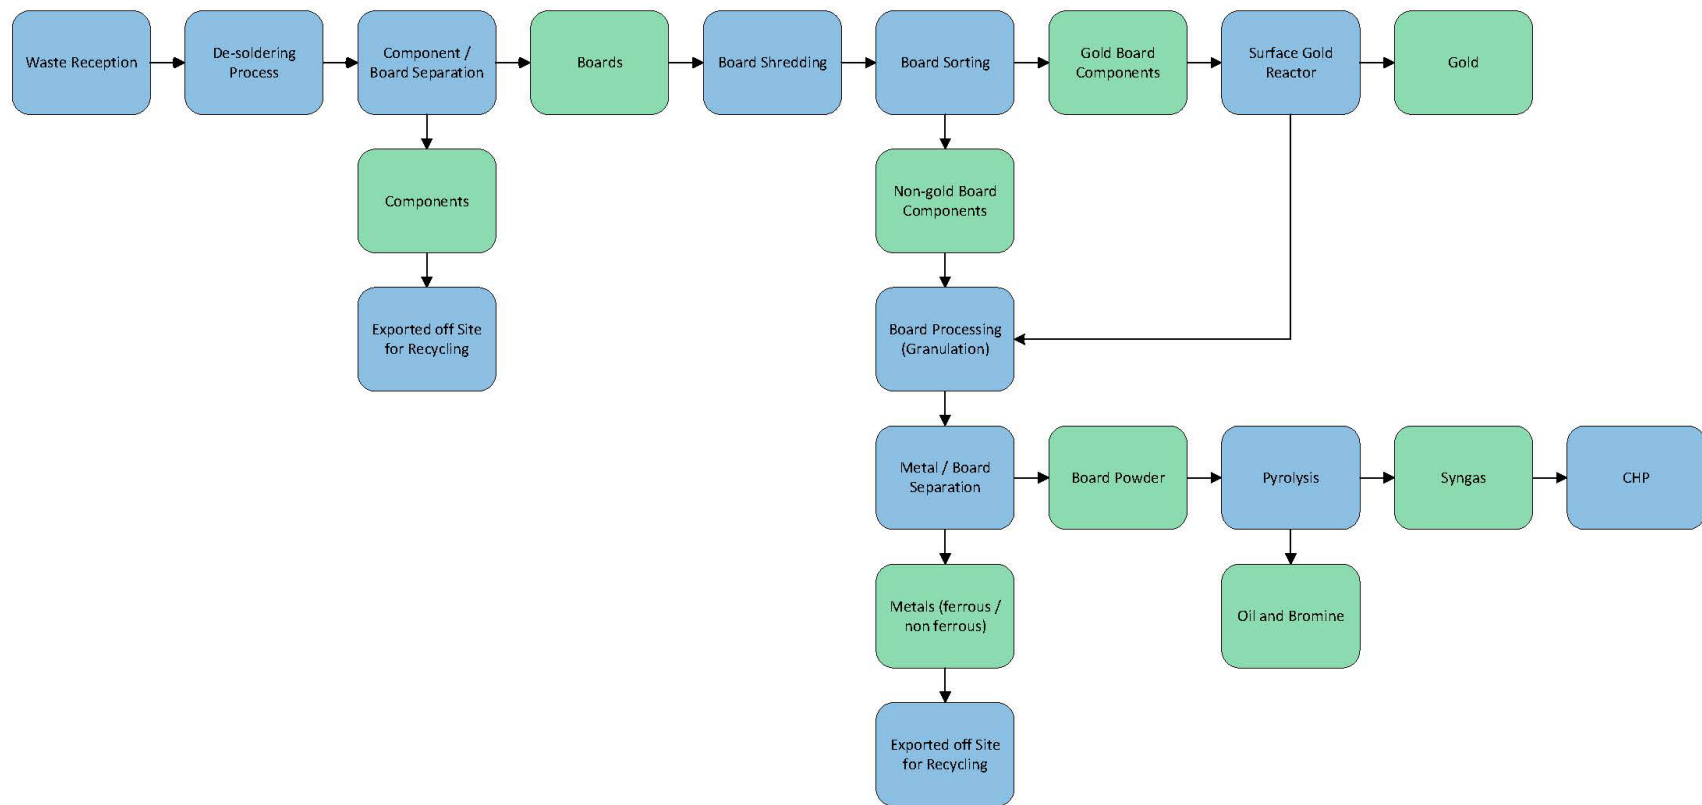 Waste Reception
De-soldering
Process
Component /
Board Separation
Boards
Board Shredding
Board Sorting
Gold Board
Components
Surface Gold
Reactor
Gold
Components
Non-gold Board
Components
Exported off Site
for Recycling
Board Processing
(Granulation)
Metal / Board
Separation
Board Powder
Pyrolysis
Syngas
CHP
Metals (ferrous /
non ferrous)
Oil and Bromine
Exported off Site
for Recycling